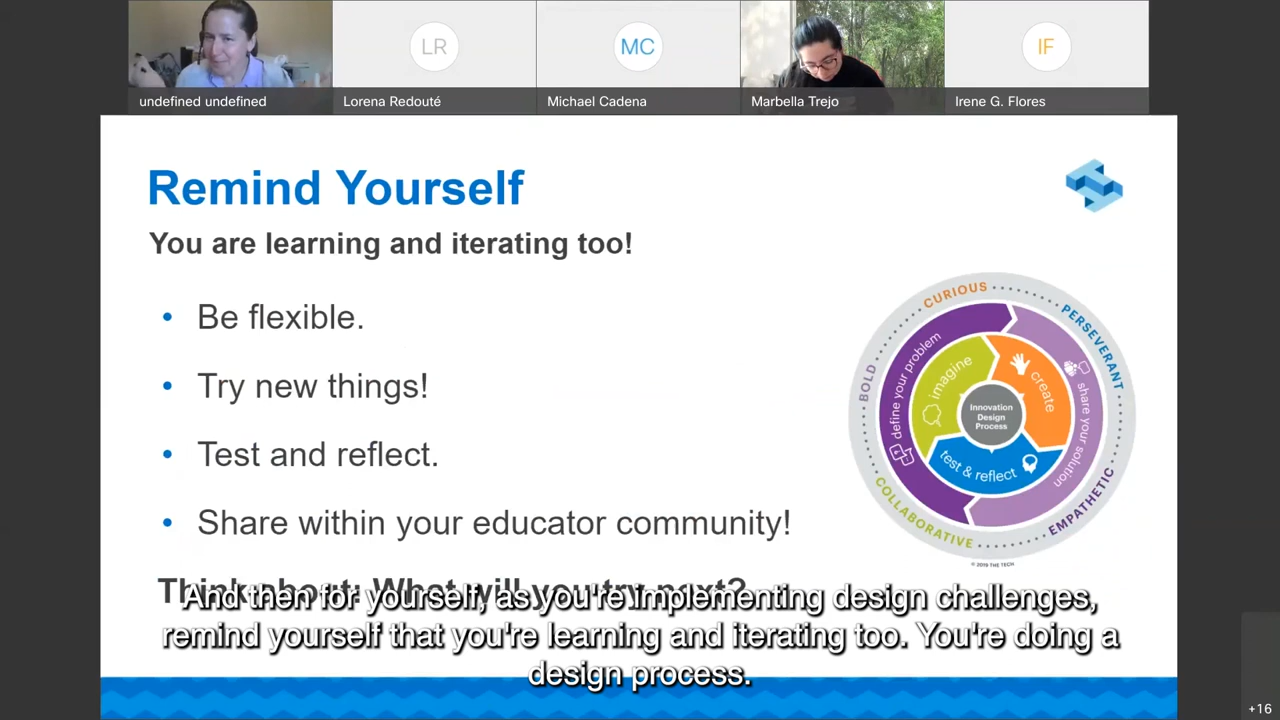 LR
MC
IF
undefined undefined
Lorena Redouté
Michael Cadena
Marbella Trejo
Irene G. Flores
Remind Yourself
You are learning and iterating too!
• Be flexible.
• Try new things!
• Test and reflect.
• Share within your educator community!
Think about: What will you try next?
CURIOUS
PERSEVERANT
EMPATHETIC
COLLABORATIVE
BOLD
define your problem
share your solution
imagine
create
test & reflect
Innovation
Design
Process
© 2019 THE TECH
And then for yourself, as you're implementing design challenges,
remind yourself that you're learning and iterating too. You're doing a
design process.
+16